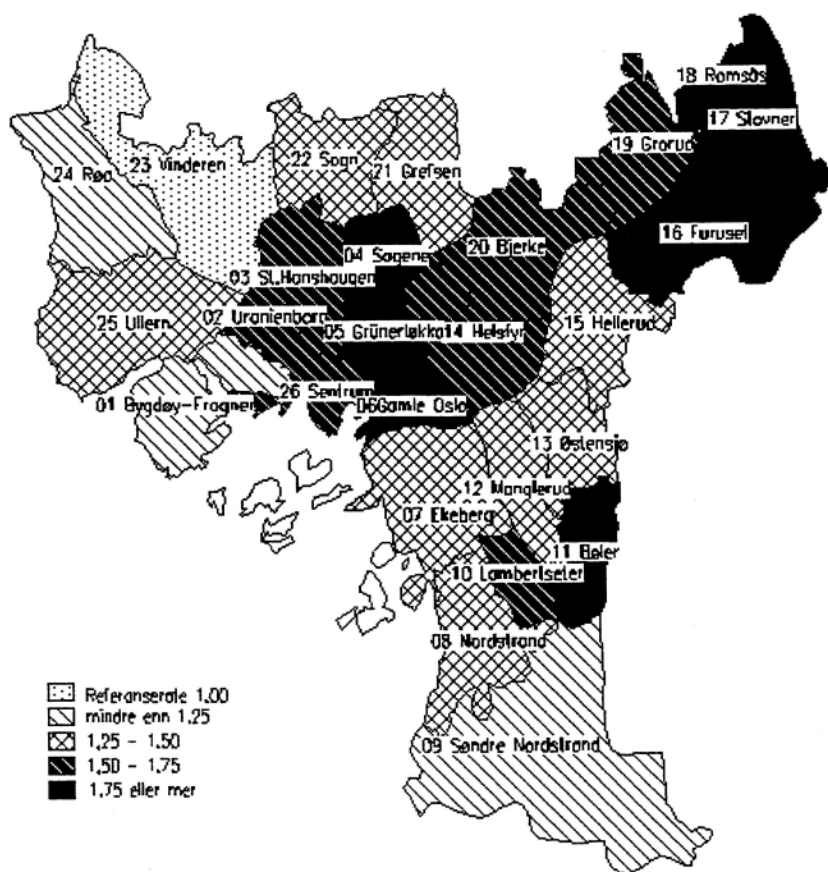 18 Romsås
17 Stovner
19 Grorud
22 Sogn
23 Vinderen
21 Grefsen
24 Røa
16 Furuset
20 Bjerke
04 Sagene
03 St.Hanshaugen
02 Uranienborg
25 Ullern
05 Grünerløkka
14 Helsfyr
15 Hellerud
26 Sentrum
01 Bygdøy-Frogner
06Gamle Oslo
13 Østensjø
12 Manglerud
07 Ekeberg
11 Bøler
10 Lambertseter
08 Nordstrand
09 Søndre Nordstrand
Referanserate 1.00
mindre enn 1.25
1,25 - 1,50
1,50 - 1,75
1,75 eller mer